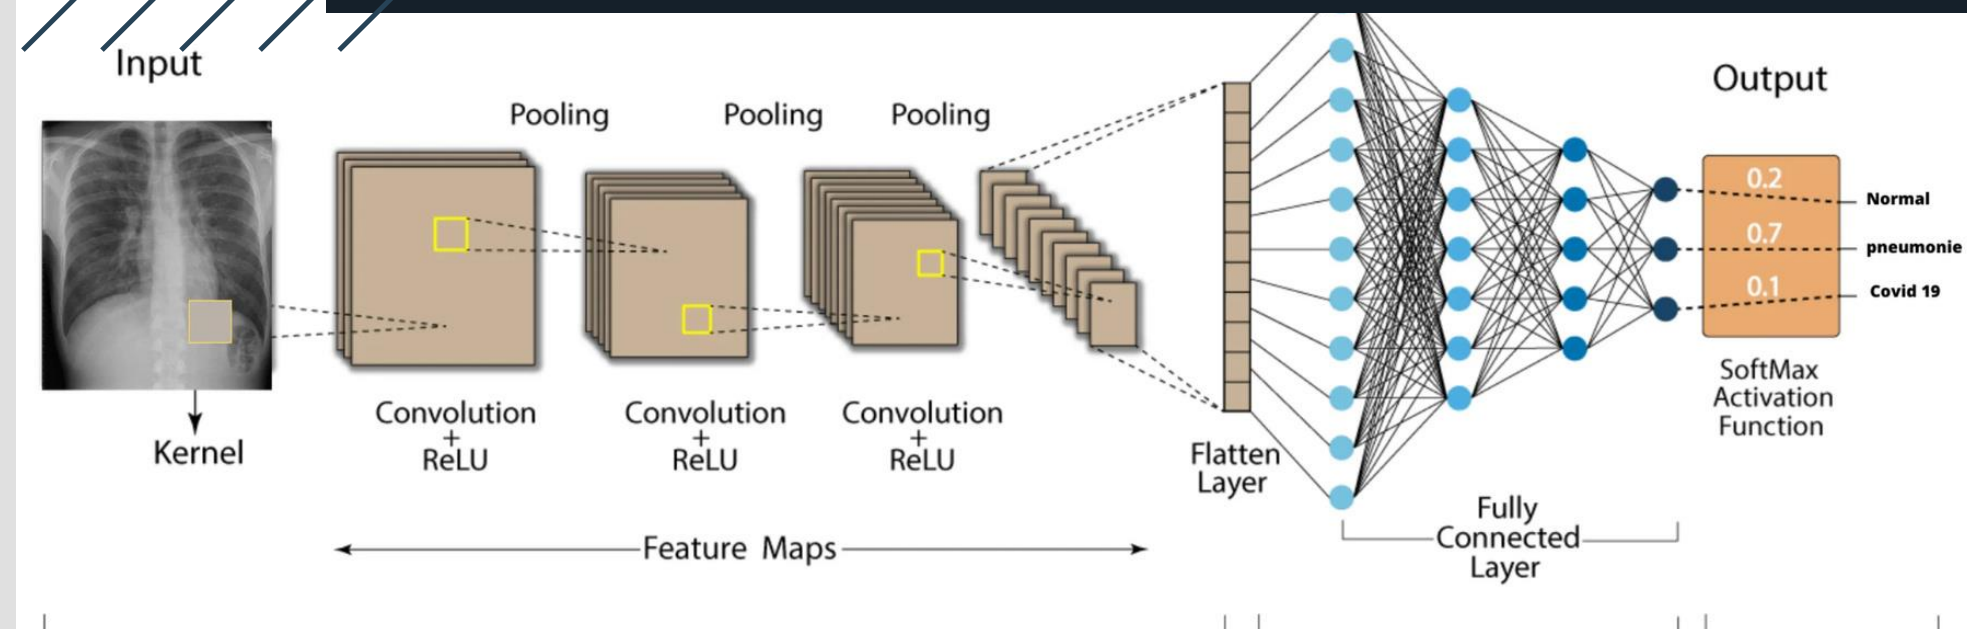 Input
Output
Pooling
Pooling
Pooling
0.2
Normal
0.7
pneumonie
0.1
Covid 19
Kernel
Convolution
+
ReLU
Convolution
+
ReLU
Convolution
+
ReLU
Flatten
Layer
SoftMax
Activation
Function
Feature Maps
Fully
Connected
Layer